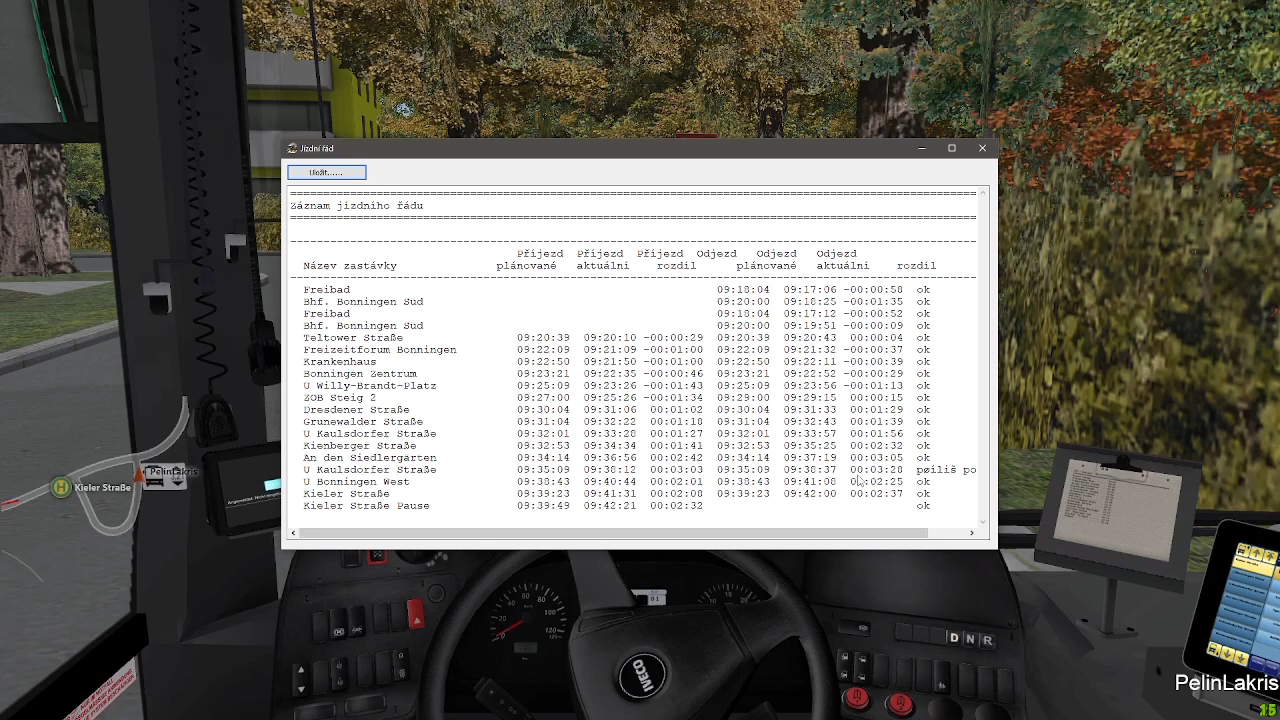 Jízdní řád
Uložit......
Záznam jízdního řádu
Příjezd Příjezd Příjezd Odjezd Odjezd Odjezd
Název zastávky plánované aktuálni rozdíl plánované aktuálni rozdíl
Freibad 09:18:04 09:17:06 -00:00:58 ok
Bhf. Bonningen Süd 09:20:00 09:18:25 -00:01:35 ok
Freibad 09:18:04 09:17:12 -00:00:52 ok
Bhf. Bonningen Süd 09:20:00 09:19:51 -00:00:09 ok
Teltower Straße 09:20:39 09:20:10 -00:00:29 09:20:39 09:20:43 00:00:04 ok
Freizeitforum Bonningen 09:22:09 09:21:09 -00:01:00 09:22:09 09:21:32 -00:00:37 ok
Krankenhaus 09:22:50 09:21:50 -00:01:00 09:22:50 09:22:11 -00:00:39 ok
Bonningen Zentrum 09:23:21 09:22:35 -00:00:46 09:23:21 09:22:52 -00:00:29 ok
U Willy-Brandt-Platz 09:25:09 09:23:26 -00:01:43 09:25:09 09:23:56 -00:01:13 ok
ZOB Steig 2 09:27:00 09:25:26 -00:01:34 09:29:00 09:29:15 00:00:15 ok
Dresdener Straße 09:30:04 09:31:06 00:01:02 09:30:04 09:31:33 00:01:29 ok
Grunewalder Straße 09:31:04 09:32:22 00:01:18 09:31:04 09:32:43 00:01:39 ok
U Kaulsdorfer Straße 09:32:01 09:33:28 00:01:27 09:32:01 09:33:57 00:01:56 ok
Kienberger Straße 09:32:53 09:34:34 00:01:41 09:32:53 09:35:25 00:02:32 ok
An den Siedlergärten 09:34:14 09:36:56 00:02:42 09:34:14 09:37:19 00:03:05 ok
U Kaulsdorfer Straße 09:35:09 00:03:03 09:35:09 09:38:37
U Bonningen West 09:38:43 09:40:44 00:02:01 09:38:43 09:41:08 00:02:25 ok
Kieler Straße 09:39:23 09:41:31 00:02:08 09:39:23 09:42:00 00:02:37 ok
Kieler Straße Pause 09:39:49 09:42:21 00:02:32 ok
H Kieler Straße
PelinLakris
IVECO
D N R
PelinLakris
15